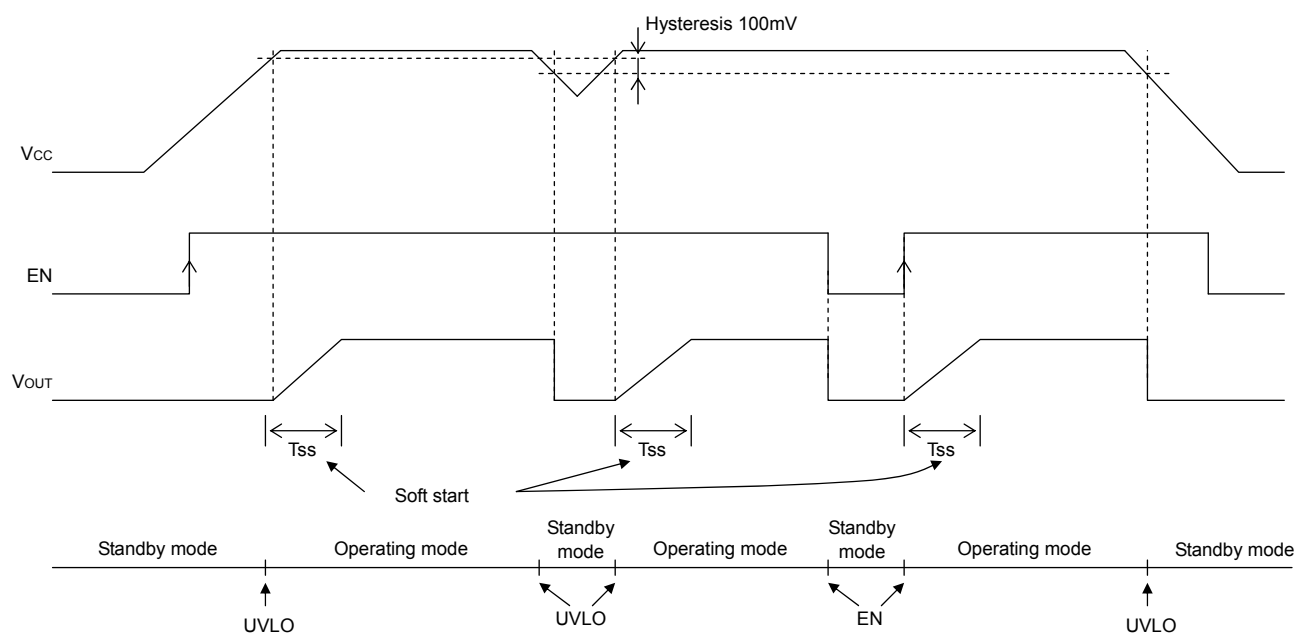 Hysteresis 100mV
VCC
EN
VOUT
Tss
Tss
Tss
Soft start
Standby mode
Operating mode
Standby
mode
Operating mode
Standby
mode
Operating mode
Standby mode
UVLO
UVLO
EN
UVLO